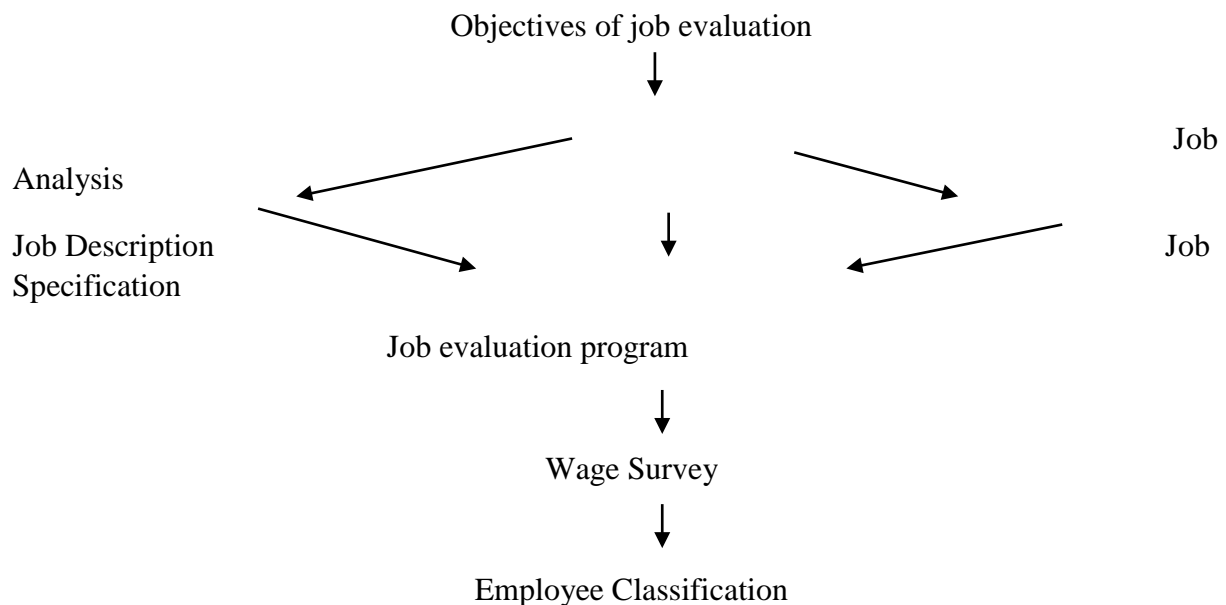 Objectives of job evaluation
Job
Analysis
Job Description Job
Specification
Job evaluation program
Wage Survey
Employee Classification